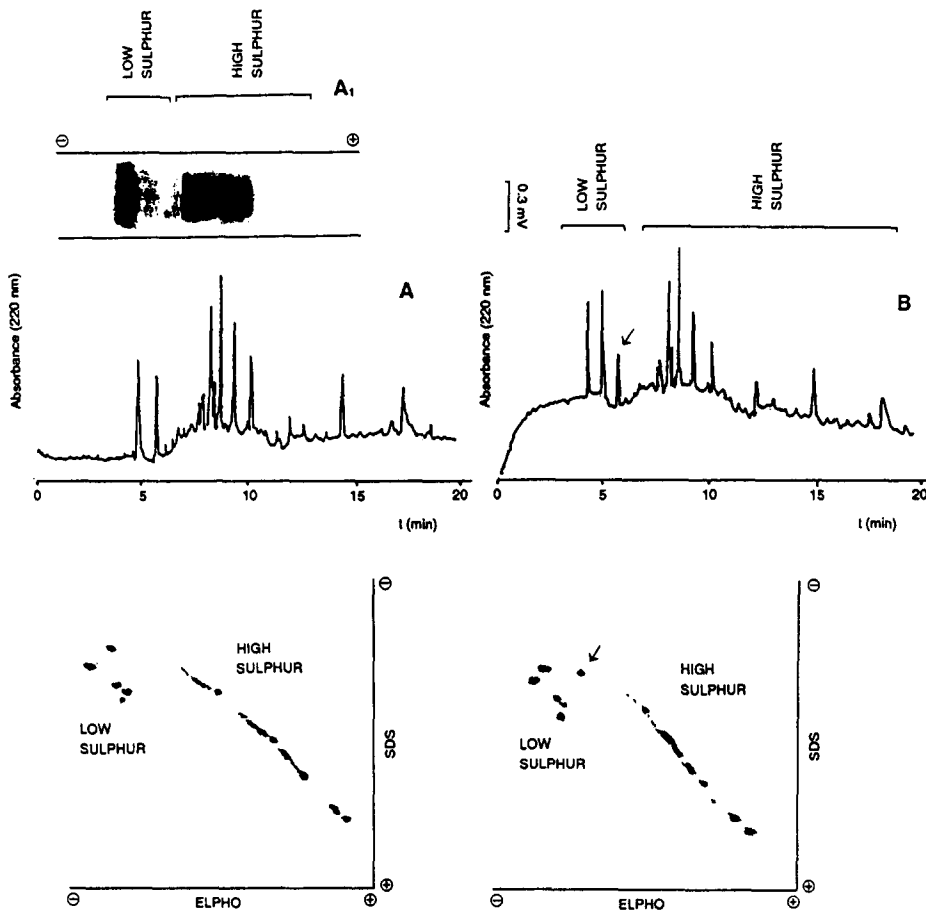 LOW
SULPHUR
HIGH
SULPHUR
A₁
⊖ ⊕
Absorbance (220 nm)
A
0 5 10 15 20
t (min)
0.3 mV
LOW
SULPHUR
HIGH
SULPHUR
Absorbance (220 nm)
B
0 5 10 15 20
t (min)
⊖
HIGH
SULPHUR
LOW
SULPHUR
SDS
⊕
⊖ ELPHO ⊕
⊖
HIGH
SULPHUR
LOW
SULPHUR
SDS
⊕
⊖ ELPHO ⊕